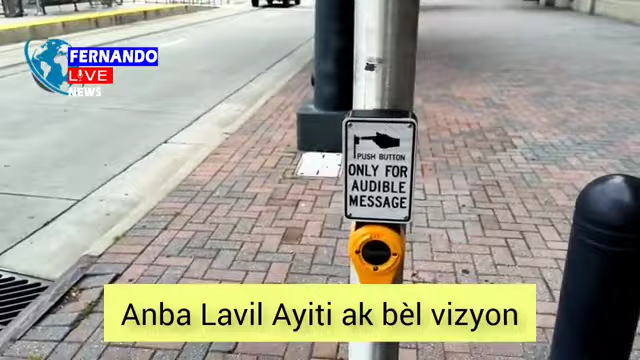 FERNANDO
LIVE
NEWS
PUSH BUTTON
ONLY FOR
AUDIBLE
MESSAGE
Anba Lavil Ayiti ak bèl vizyon